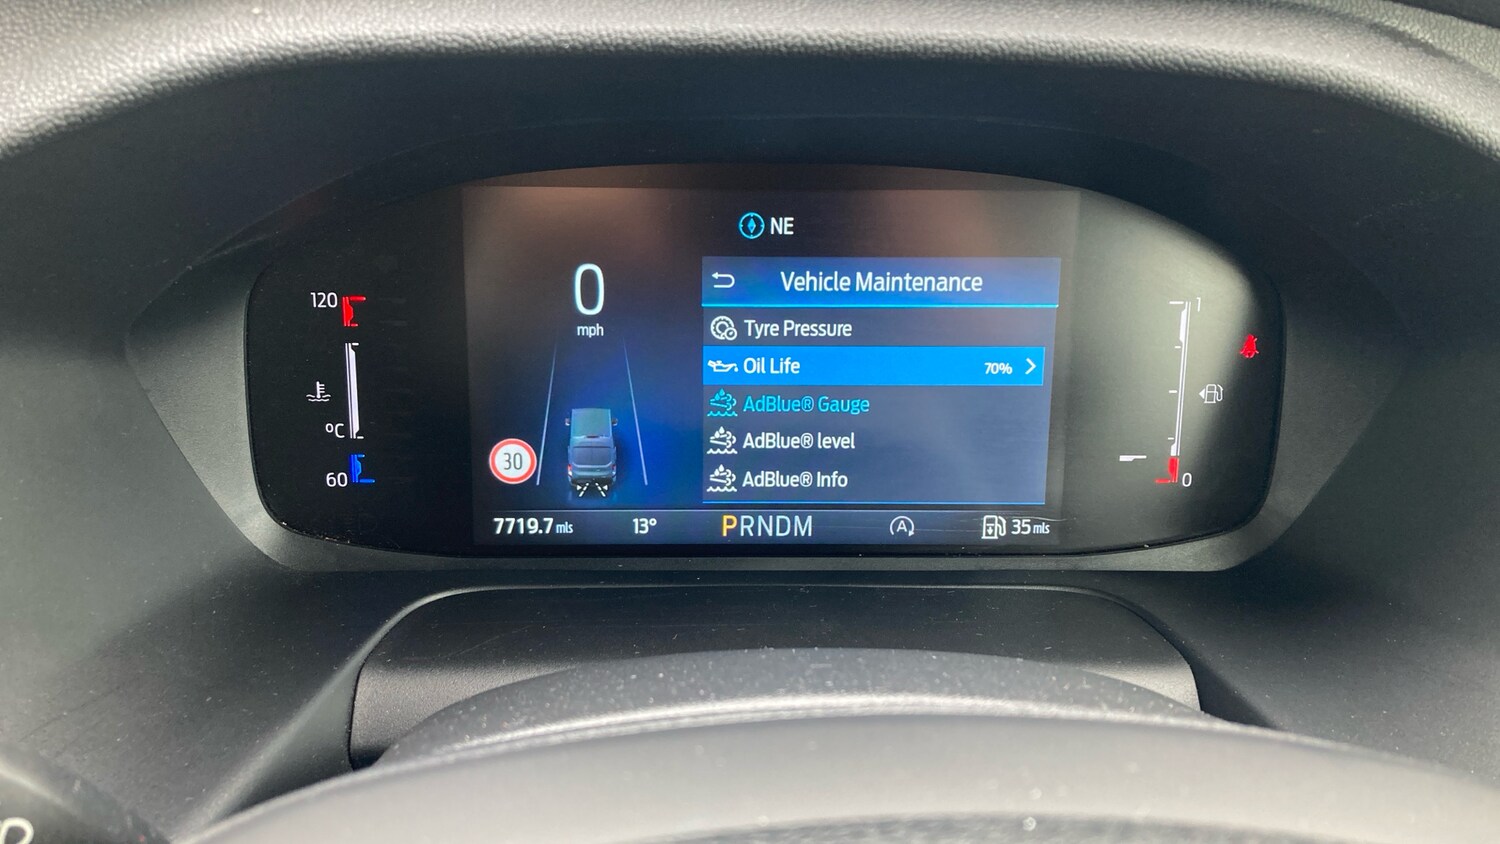 NE
0
mph
Vehicle Maintenance
Tyre Pressure
Oil Life 70%
AdBlue® Gauge
AdBlue® level
AdBlue® Info
120
°C
60
30
1
0
7719.7 mls
13°
PRNDM
A
35 mls